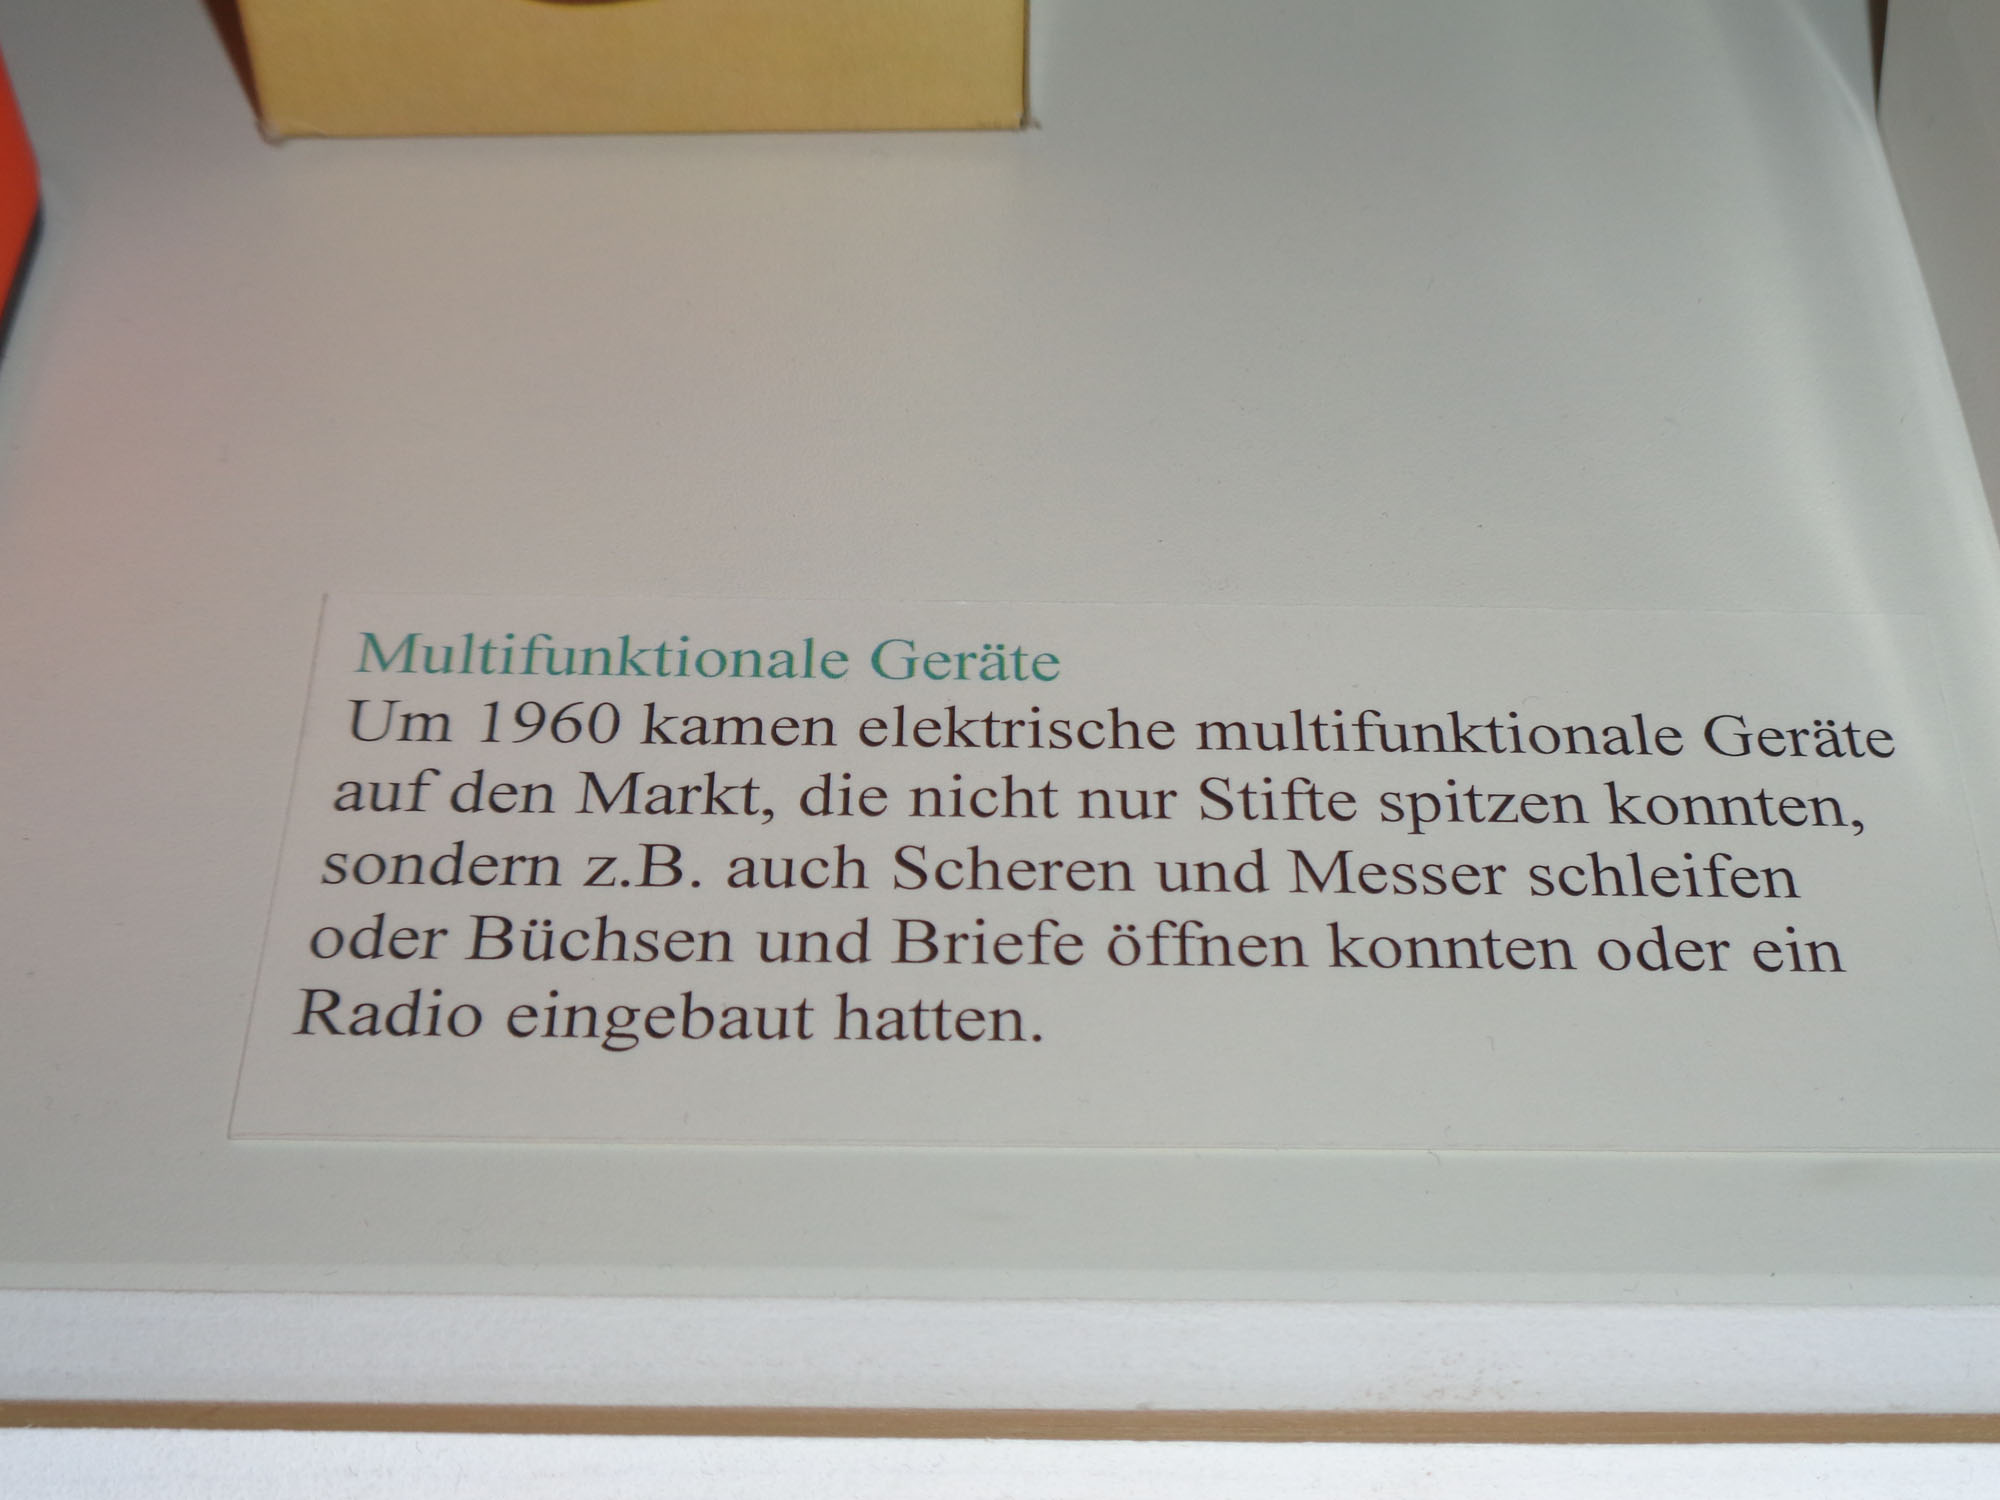 Multifunktionale Geräte
Um 1960 kamen elektrische multifunktionale Geräte
auf den Markt, die nicht nur Stifte spitzen konnten,
sondern z.B. auch Scheren und Messer schleifen
oder Büchsen und Briefe öffnen konnten oder ein
Radio eingebaut hatten.